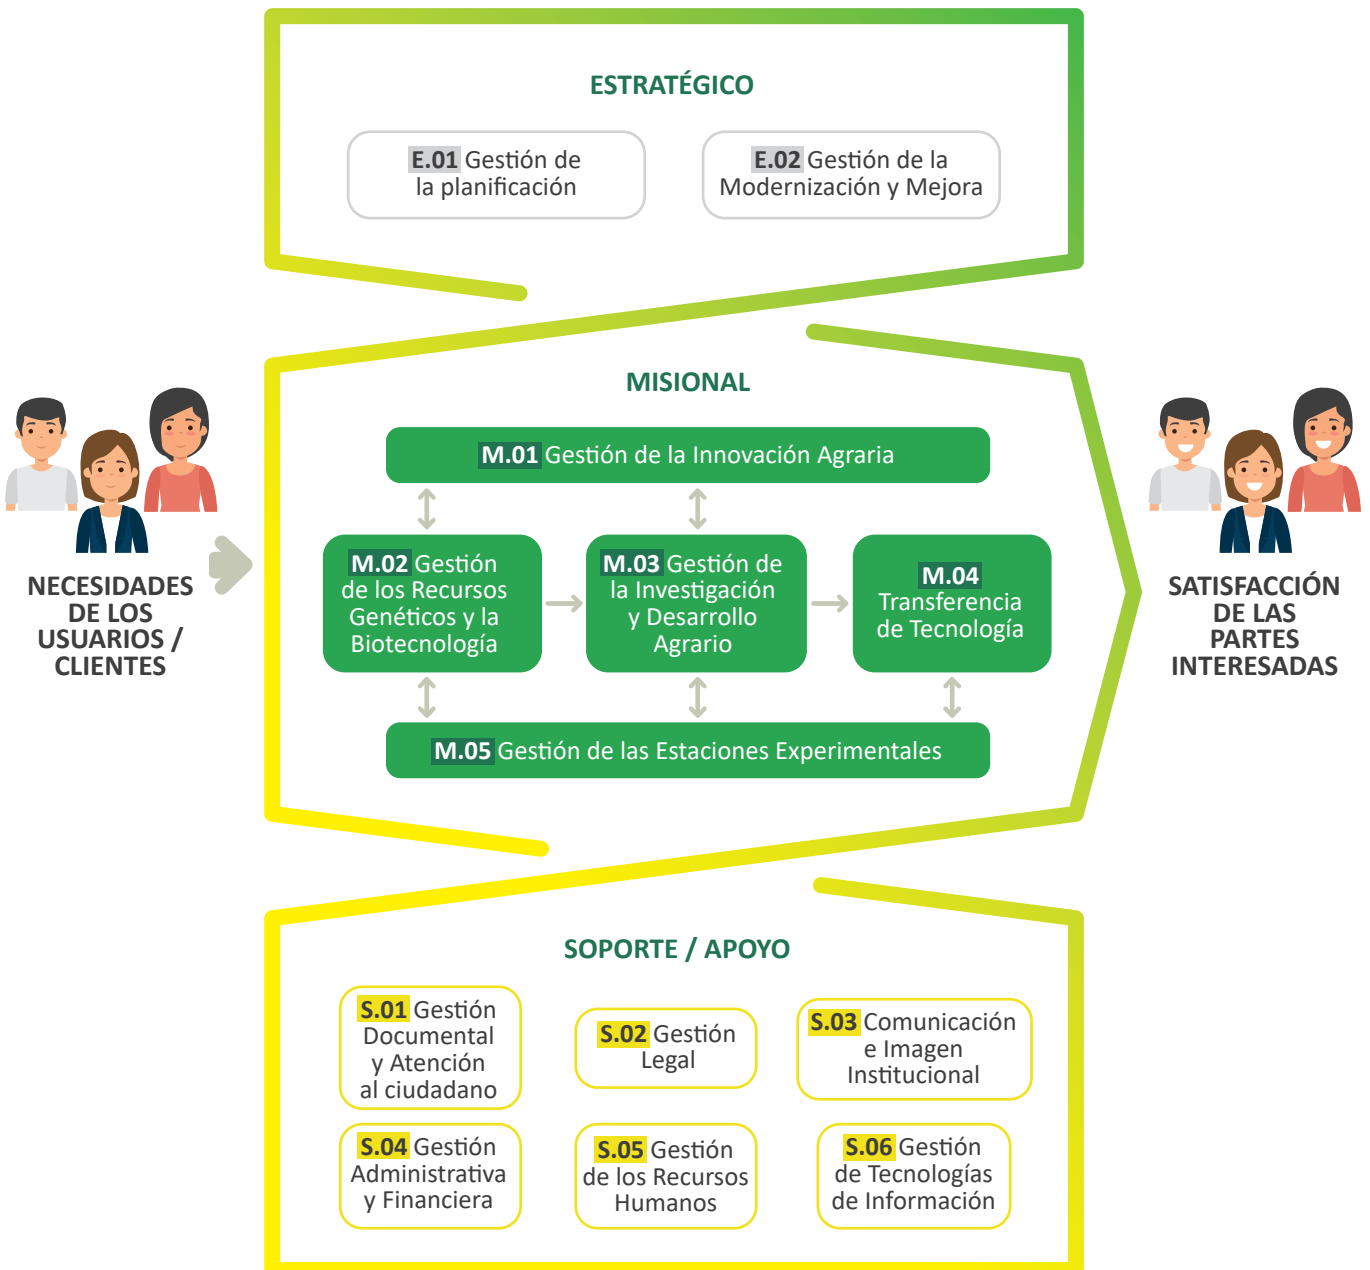 ESTRATÉGICO
E.01 Gestión de
la planificación
E.02 Gestión de la
Modernización y Mejora
MISIONAL
M.01 Gestión de la Innovación Agraria
M.02 Gestión
de los Recursos
Genéticos y la
Biotecnología
M.03 Gestión de
la Investigación
y Desarrollo
Agrario
M.04
Transferencia
de Tecnología
M.05 Gestión de las Estaciones Experimentales
NECESIDADES
DE LOS
USUARIOS /
CLIENTES
SATISFACCIÓN
DE LAS
PARTES
INTERESADAS
SOPORTE / APOYO
S.01 Gestión
Documental
y Atención
al ciudadano
S.02 Gestión
Legal
S.03 Comunicación
e Imagen
Institucional
S.04 Gestión
Administrativa
y Financiera
S.05 Gestión
de los Recursos
Humanos
S.06 Gestión
de Tecnologías
de Información